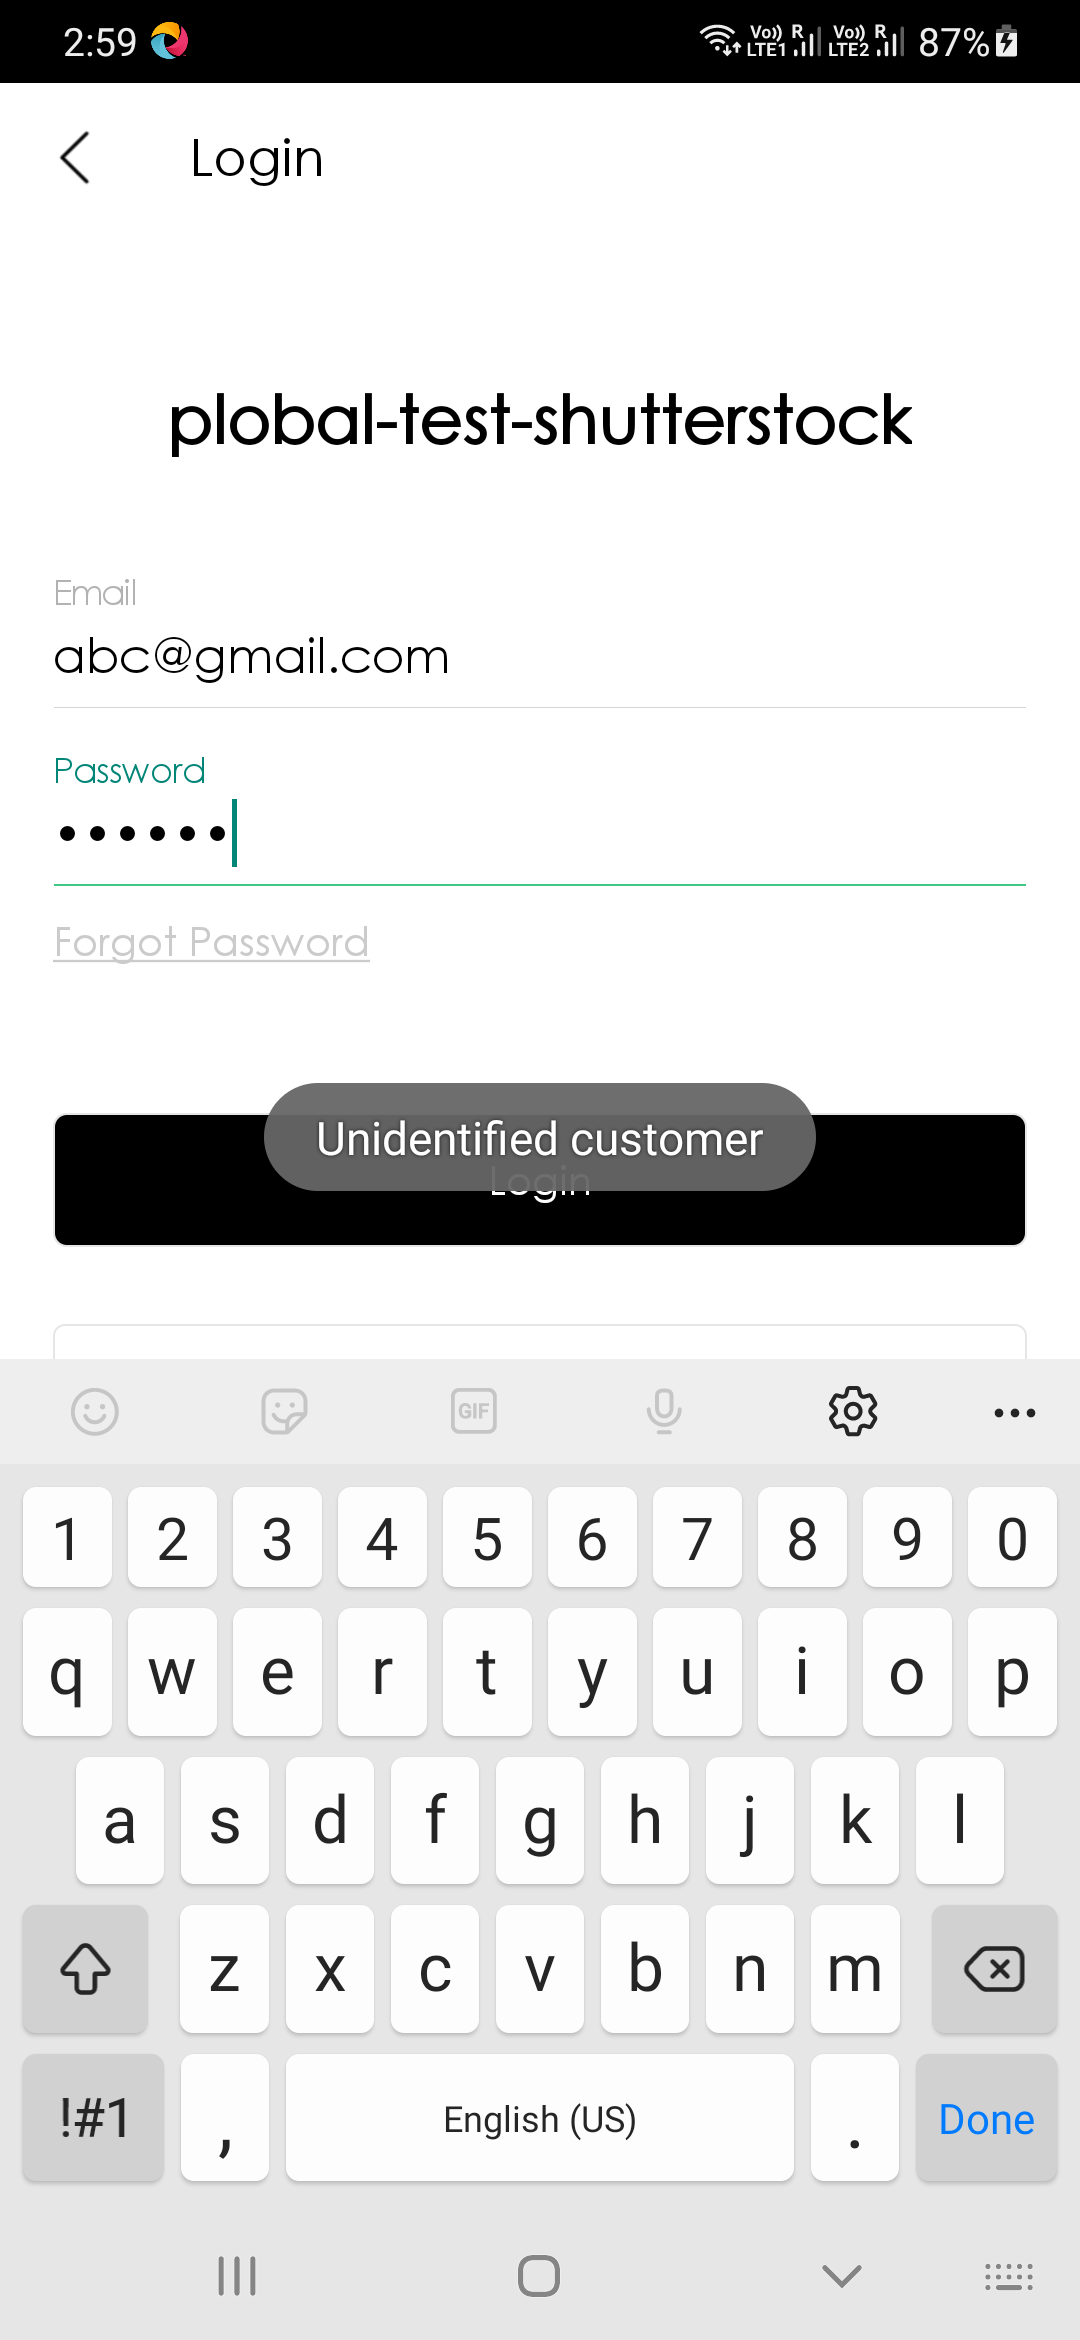 2:59 Vo)) R Vo)) R 87%
LTE1 LTE2
Login
plobal-test-shutterstock
Email
abc@gmail.com
Password
Forgot Password
Unidentified customer
Login
GIF
1 2 3 4 5 6 7 8 9 0
q w e r t y u i o p
a s d f g h j k l
z x c v b n m
!#1 , English (US) . Done